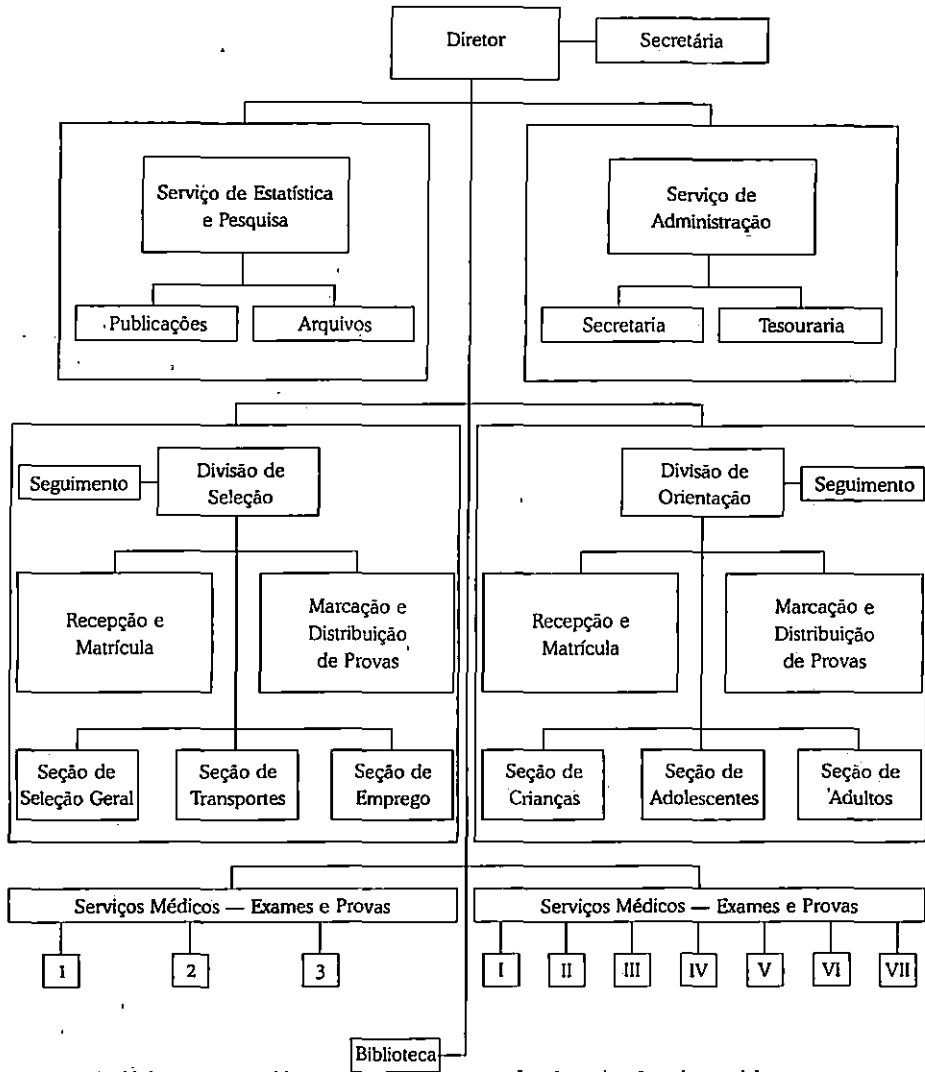 Diretor
Secretária
Serviço de Estatística
e Pesquisa
Publicações
Arquivos
Serviço de
Administração
Secretaria
Tesouraria
Seguimento
Divisão de
Seleção
Recepção e
Matrícula
Marcação e
Distribuição
de Provas
Seção de
Seleção Geral
Seção de
Transportes
Seção de
Emprego
Divisão de
Orientação
Seguimento
Recepção e
Matrícula
Marcação e
Distribuição
de Provas
Seção de
Crianças
Seção de
Adolescentes
Seção de
Adultos
Serviços Médicos — Exames e Provas
1
2
3
Serviços Médicos — Exames e Provas
I
II
III
IV
V
VI
VII
Biblioteca